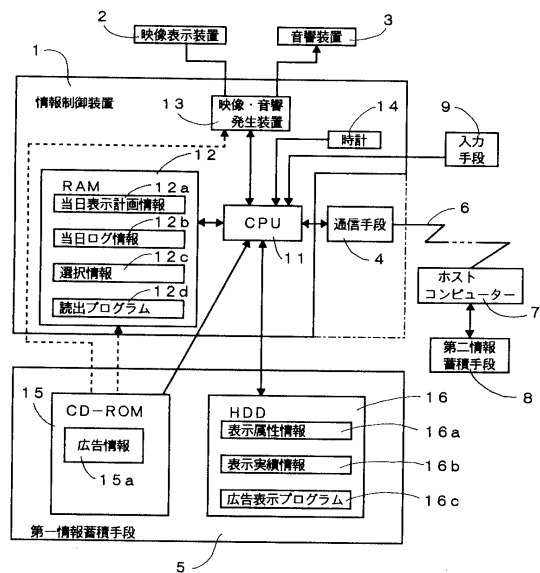 2
映像表示装置
音響装置
3
1
情報制御装置
13
映像・音響
発生装置
14
時計
9
入力
手段
12
RAM
12a
当日表示計画情報
12b
当日ログ情報
12c
選択情報
12d
読出プログラム
CPU
11
通信手段
4
6
ホスト
コンピューター
7
第二情報
蓄積手段
8
15
CD-ROM
広告情報
15a
HDD
16
表示属性情報
16a
表示実績情報
16b
広告表示プログラム
16c
第一情報蓄積手段
5